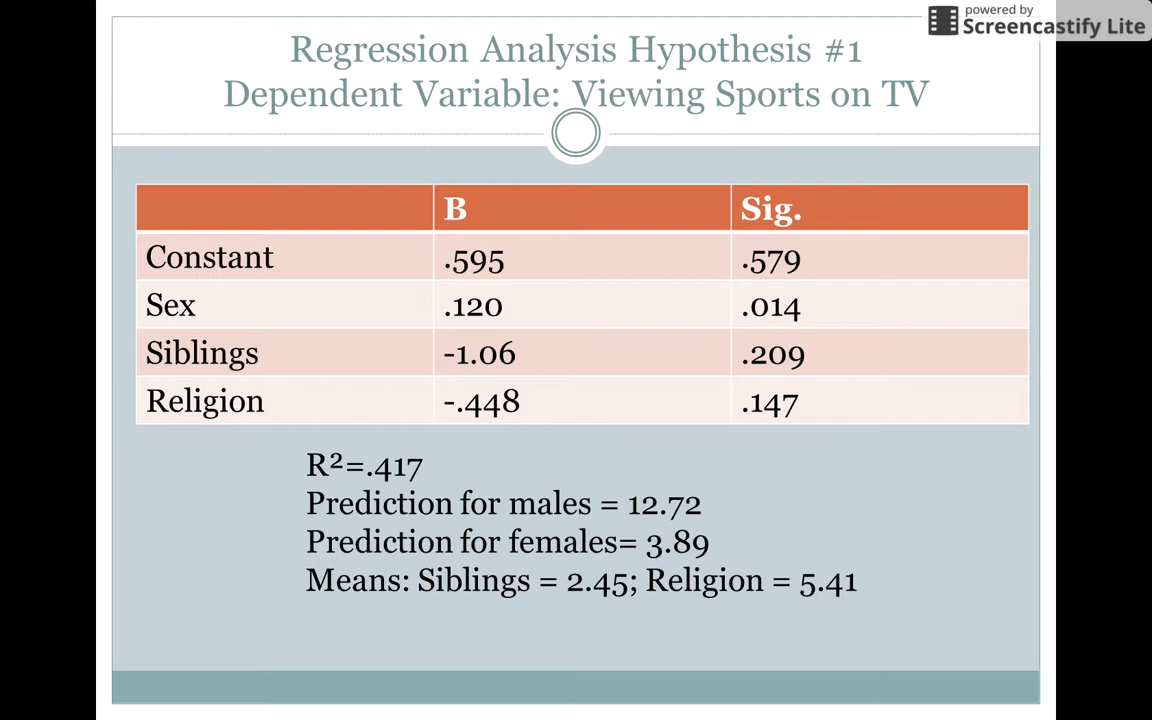 powered by
Screencastify Lite
Regression Analysis Hypothesis #1
Dependent Variable: Viewing Sports on TV
B Sig.
Constant .595 .579
Sex .120 .014
Siblings -1.06 .209
Religion -.448 .147
R²=.417
Prediction for males = 12.72
Prediction for females= 3.89
Means: Siblings = 2.45; Religion = 5.41